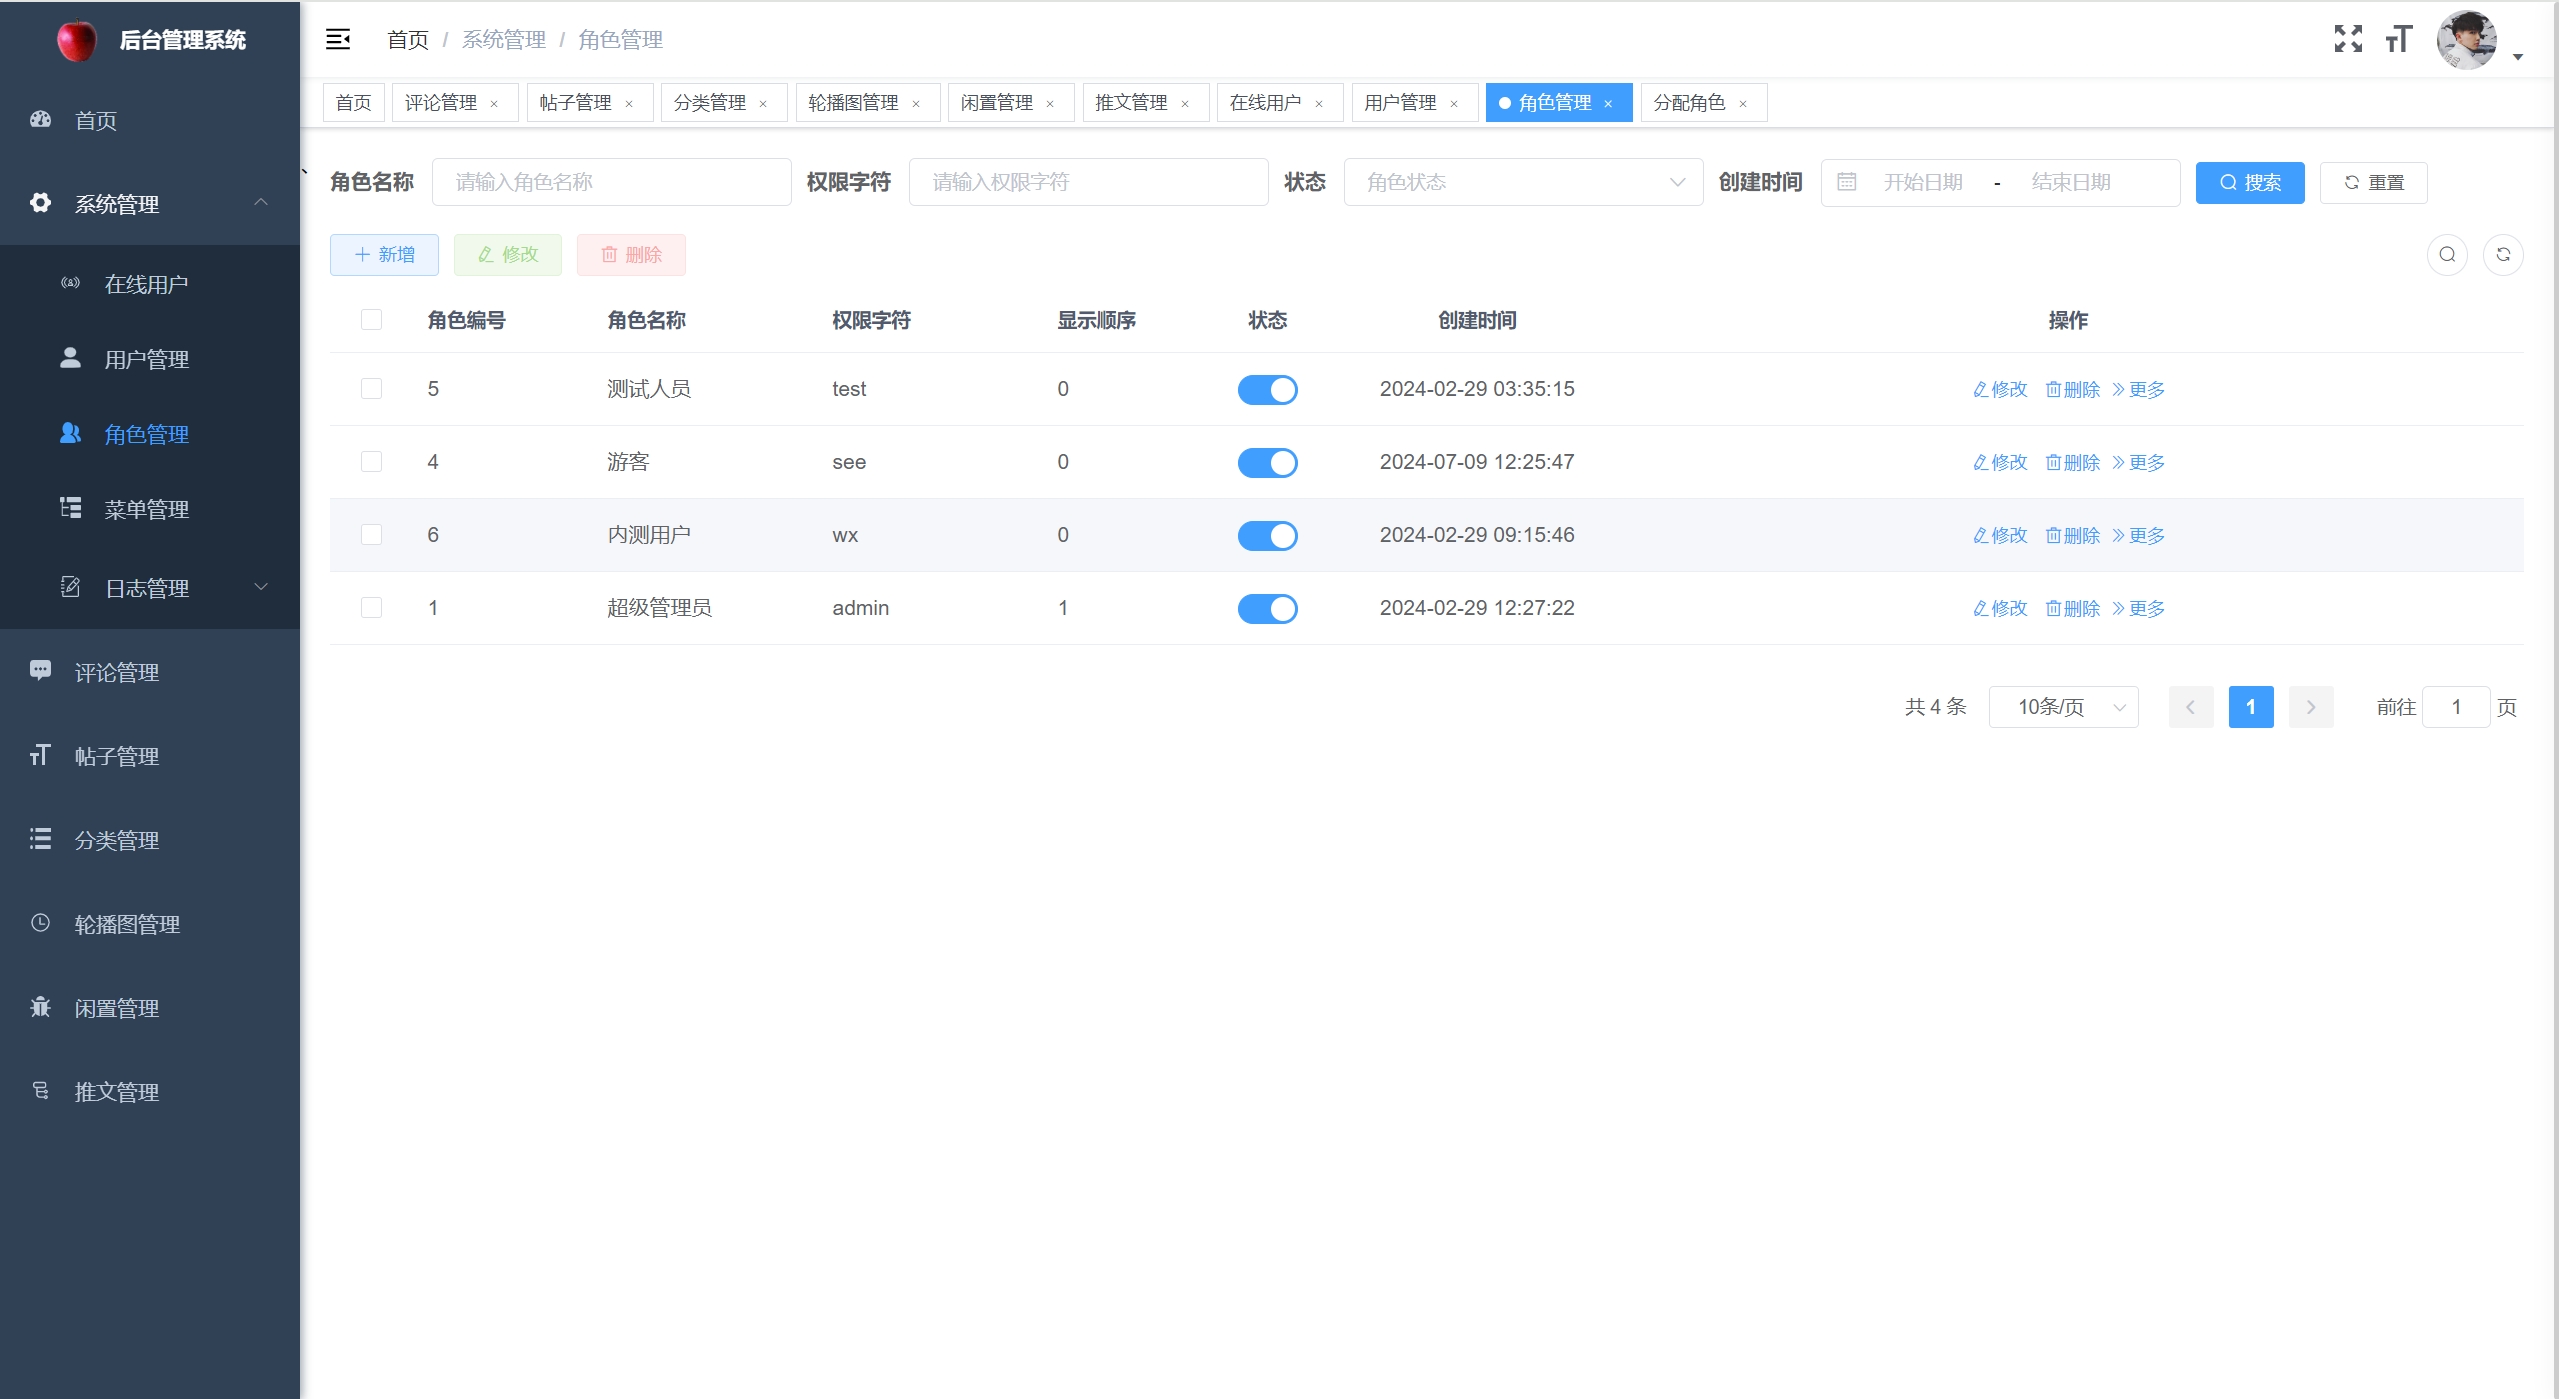 后台管理系统
首页
系统管理
在线用户
用户管理
角色管理
菜单管理
日志管理
评论管理
帖子管理
分类管理
轮播图管理
闲置管理
推文管理
首页 / 系统管理 / 角色管理
首页 评论管理 × 帖子管理 × 分类管理 × 轮播图管理 × 闲置管理 × 推文管理 × 在线用户 × 用户管理 × 角色管理 × 分配角色 ×
角色名称 请输入角色名称 权限字符 请输入权限字符 状态 角色状态 创建时间 开始日期 - 结束日期 搜索 重置
新增 修改 删除
角色编号 角色名称 权限字符 显示顺序 状态 创建时间 操作
5 测试人员 test 0 2024-02-29 03:35:15 修改 删除 更多
4 游客 see 0 2024-07-09 12:25:47 修改 删除 更多
6 内测用户 wx 0 2024-02-29 09:15:46 修改 删除 更多
1 超级管理员 admin 1 2024-02-29 12:27:22 修改 删除 更多
共 4 条 10条/页 1 前往 1 页